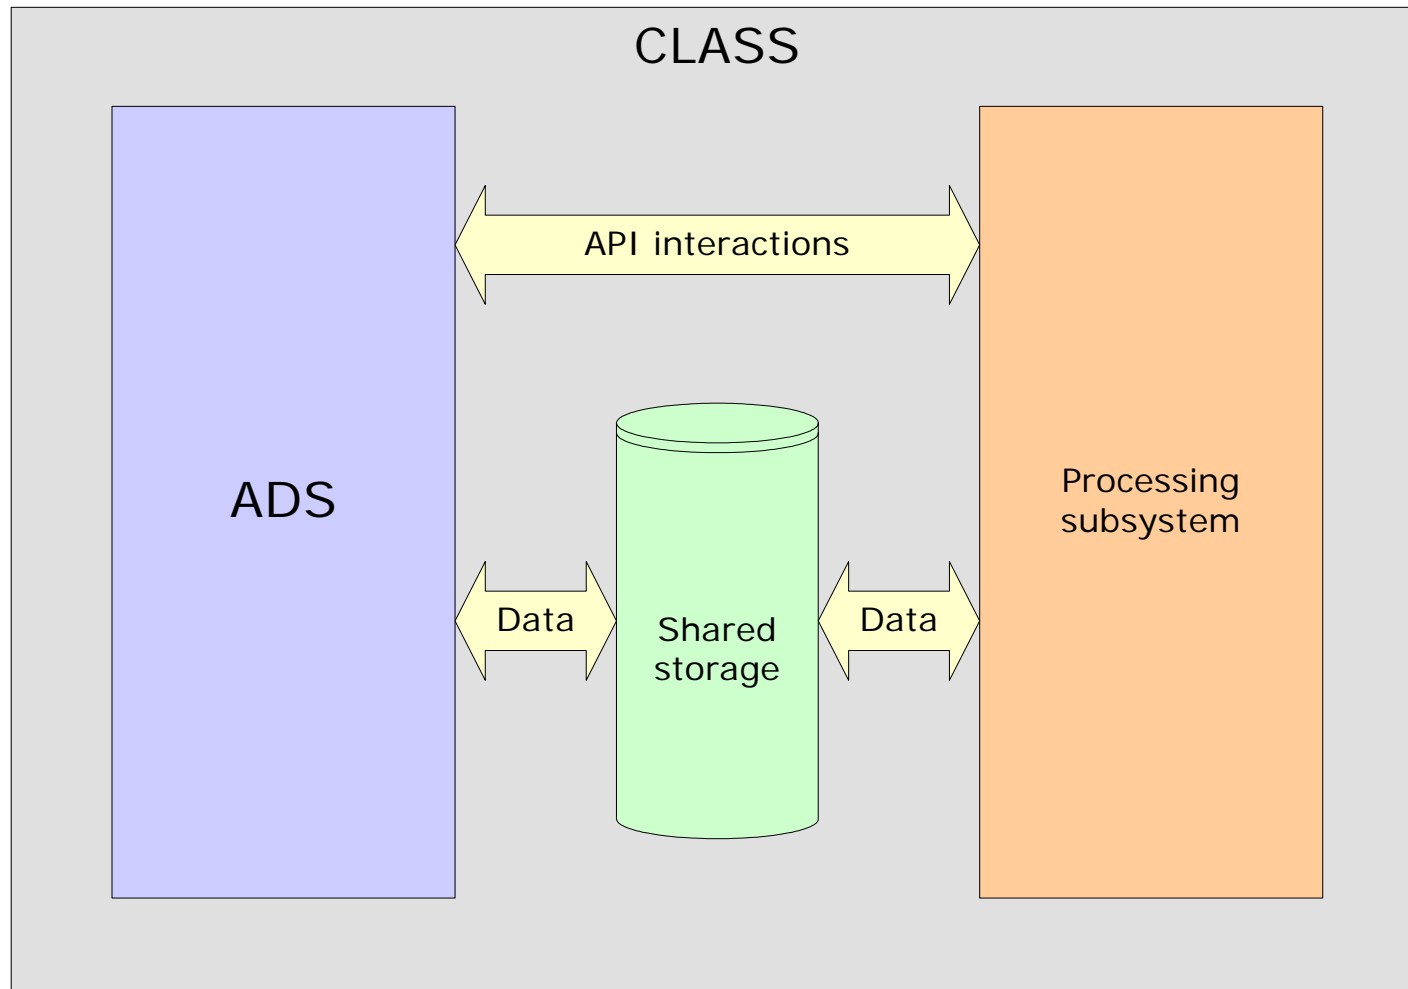 CLASS
API interactions
ADS
Processing
subsystem
Data
Shared
storage
Data